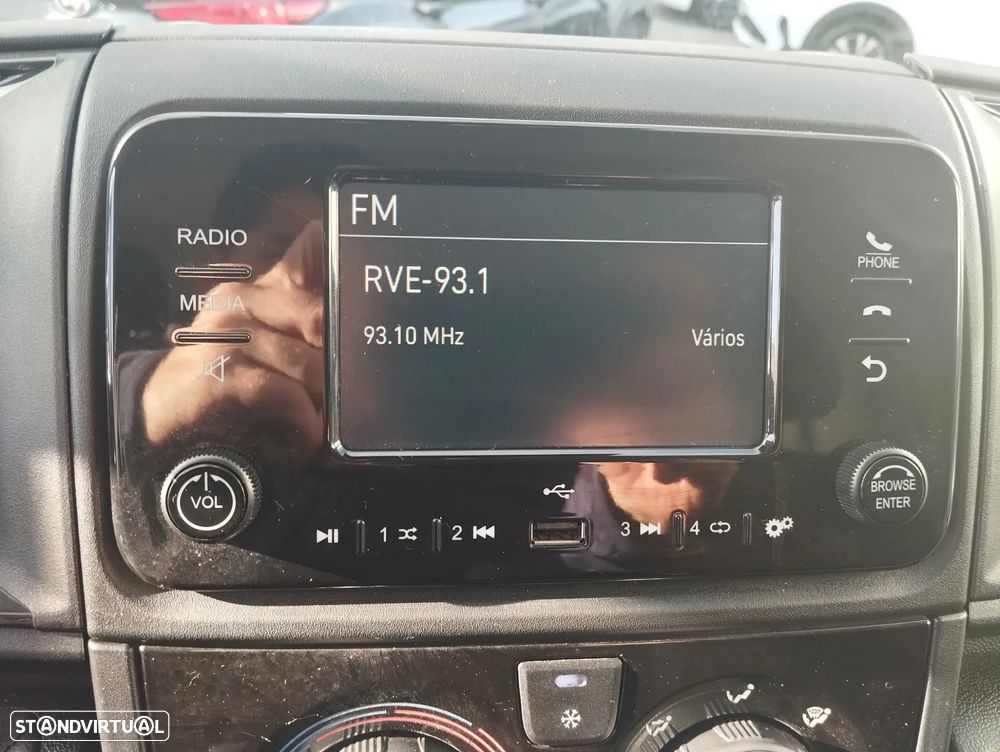 FM
RADIO
RVE-93.1
PHONE
MEDIA
93.10 MHz Vários
VOL
BROWSE
ENTER
1 2 3 4
STANDVIRTUAL